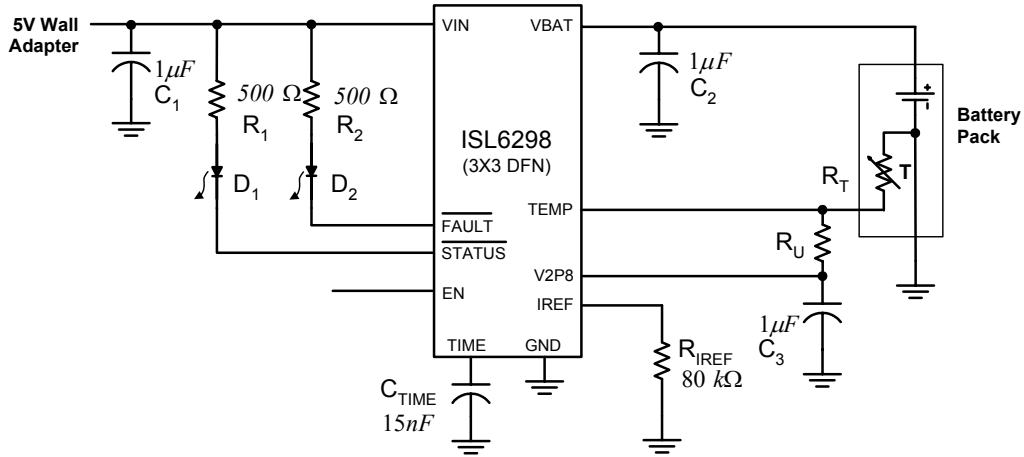 5V Wall
Adapter
1μF
C1
500 Ω
R1
500 Ω
R2
D1
D2
VIN
VBAT
ISL6298
(3X3 DFN)
TEMP
FAULT
STATUS
V2P8
EN
IREF
TIME
GND
CTIME
15nF
1μF
C2
RT
T
+
Battery
Pack
RU
1μF
C3
RIREF
80 kΩ